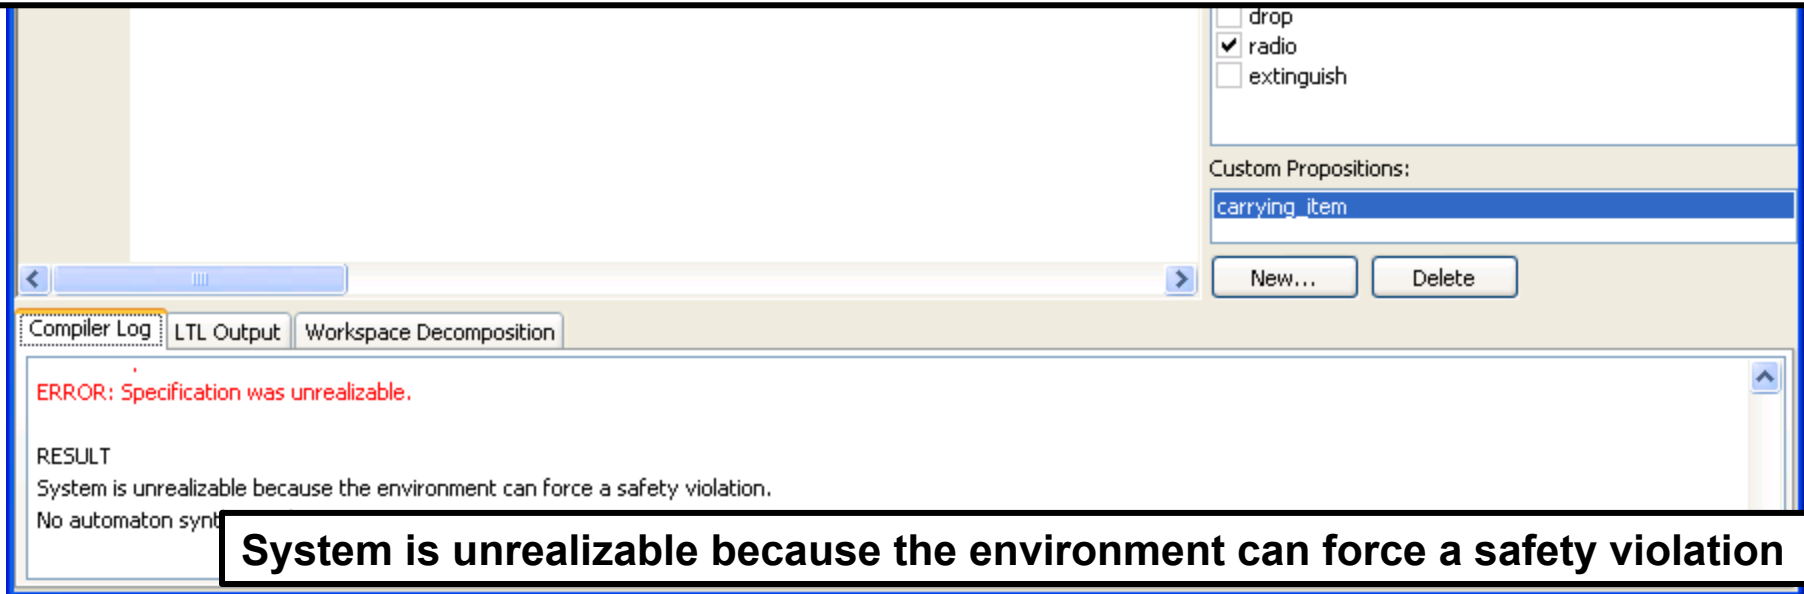 drop
radio
extinguish
Custom Propositions:
carrying_item
New... Delete
Compiler Log LTL Output Workspace Decomposition
ERROR: Specification was unrealizable.
RESULT
System is unrealizable because the environment can force a safety violation.
No automaton
System is unrealizable because the environment can force a safety violation